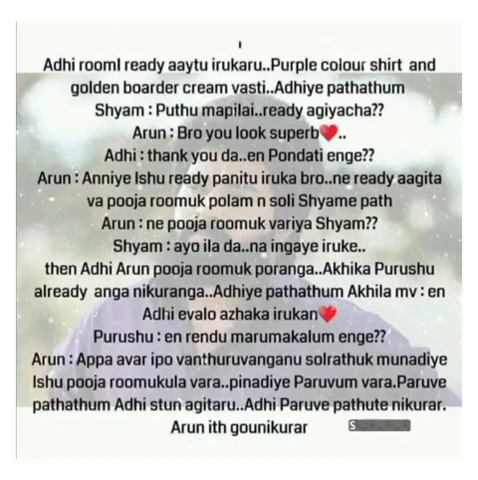 Adhi rooml ready aaytu irukaru..Purple colour shirt and
golden boarder cream vasti..Adhiye pathathum
Shyam : Puthu mapilai..ready agiyacha??
Arun : Bro you look superb❤️..
Adhi : thank you da..en Pondati enge??
Arun : Anniye Ishu ready panitu iruka bro..ne ready aagita
va pooja roomuk polam n soli Shyame path
Arun : ne pooja roomuk variya Shyam??
Shyam : ayo ila da..na ingaye iruke..
then Adhi Arun pooja roomuk poranga..Akhika Purushu
already anga nikuranga..Adhiye pathathum Akhila mv : en
Adhi evalo azhaka irukan❤️
Purushu : en rendu marumakalum enge??
Arun : Appa avar ipo vanthuruvanganu solrathuk munadiye
Ishu pooja roomukula vara..pinadiye Paruvum vara.Paruve
pathathum Adhi stun agitaru..Adhi Paruve pathute nikurar.
Arun ith gounikurar